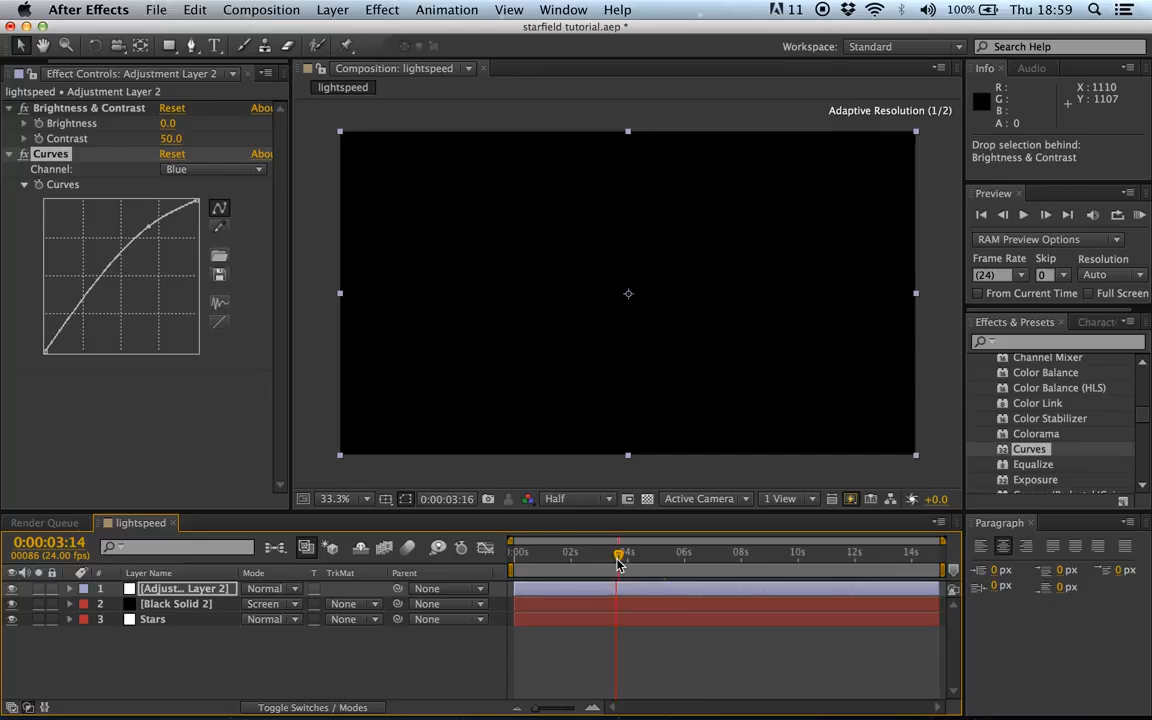 After Effects File Edit Composition Layer Effect Animation View Window Help 11 100% Thu 18:59
starfield tutorial.aep *
Workspace: Standard Search Help
Effect Controls: Adjustment Layer 2
lightspeed • Adjustment Layer 2
fx Brightness & Contrast Reset Abou
Brightness 0.0
Contrast 50.0
fx Curves Reset Abou
Channel: Blue
Curves
Composition: lightspeed
lightspeed
Adaptive Resolution (1/2)
33.3% 0:00:03:16 Half Active Camera 1 View +0.0
Info Audio
R: X: 1110
G: Y: 1107
B:
A: 0
Drop selection behind:
Brightness & Contrast
Preview
RAM Preview Options
Frame Rate Skip Resolution
(24) 0 Auto
From Current Time Full Screen
Effects & Presets Charact
Channel Mixer
Color Balance
Color Balance (HLS)
Color Link
Color Stabilizer
Colorama
Curves
Equalize
Exposure
Render Queue lightspeed
0:00:03:14
00086 (24.00 fps)
:00s 02s 04s 06s 08s 10s 12s 14s
# Layer Name Mode T TrkMat Parent
1 [Adjust... Layer 2] Normal None
2 [Black Solid 2] Screen None None
3 Stars Normal None None
Toggle Switches / Modes
Paragraph
0 px 0 px 0 px
0 px 0 px